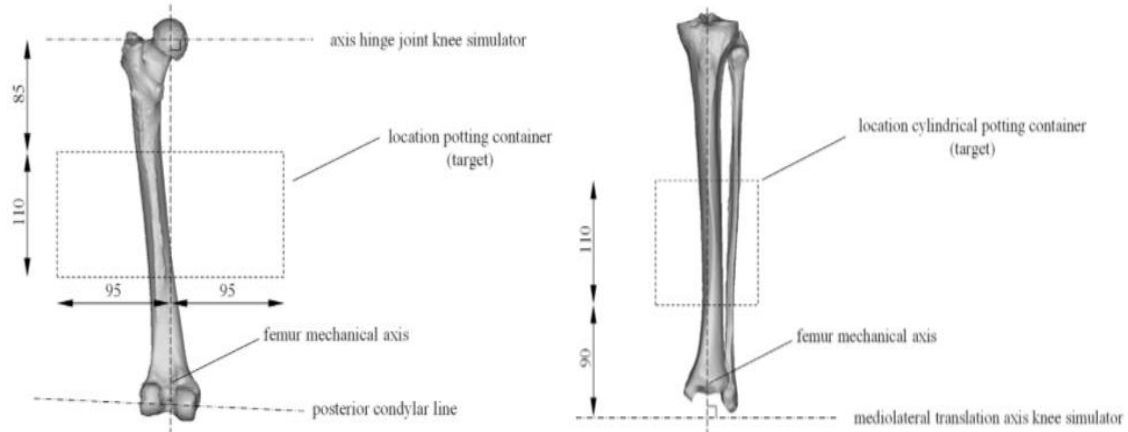 axis hinge joint knee simulator
85
location potting container
(target)
110
95
95
femur mechanical axis
posterior condylar line
location cylindrical potting container
(target)
110
90
femur mechanical axis
mediolateral translation axis knee simulator